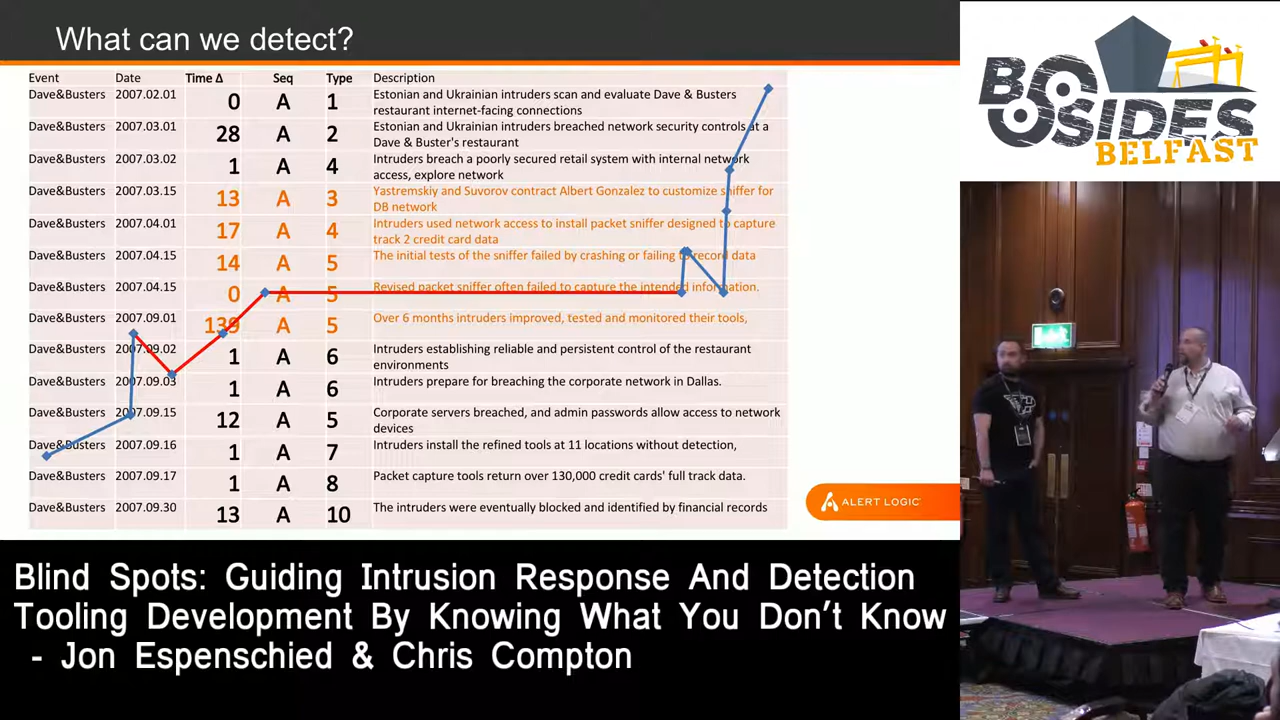 What can we detect?
Event Date Time Δ Seq Type Description
Dave&Busters 2007.02.01 0 A 1 Estonian and Ukrainian intruders scan and evaluate Dave & Busters
restaurant internet-facing connections
Dave&Busters 2007.03.01 28 A 2 Estonian and Ukrainian intruders breached network security controls at a
Dave & Buster's restaurant
Dave&Busters 2007.03.02 1 A 4 Intruders breach a poorly secured retail system with internal network
access, explore network
Dave&Busters 2007.03.15 13 A 3 Yastremskiy and Suvorov contract Albert Gonzalez to customize sniffer for
DB network
Dave&Busters 2007.04.01 17 A 4 Intruders used network access to install packet sniffer designed to capture
track 2 credit card data
Dave&Busters 2007.04.15 14 A 5 The initial tests of the sniffer failed by crashing or failing to record data
Dave&Busters 2007.04.15 0 A 5 Revised packet sniffer often failed to capture the intended information.
Dave&Busters 2007.09.01 139 A 5 Over 6 months intruders improved, tested and monitored their tools,
Dave&Busters 2007.09.02 1 A 6 Intruders establishing reliable and persistent control of the restaurant
environments
Dave&Busters 2007.09.03 1 A 6 Intruders prepare for breaching the corporate network in Dallas.
Dave&Busters 2007.09.15 12 A 5 Corporate servers breached, and admin passwords allow access to network
devices
Dave&Busters 2007.09.16 1 A 7 Intruders install the refined tools at 11 locations without detection,
Dave&Busters 2007.09.17 1 A 8 Packet capture tools return over 130,000 credit cards' full track data.
Dave&Busters 2007.09.30 13 A 10 The intruders were eventually blocked and identified by financial records
ALERT LOGIC
BSIDES
BELFAST
Blind Spots: Guiding Intrusion Response And Detection
Tooling Development By Knowing What You Don't Know
- Jon Espenschied & Chris Compton